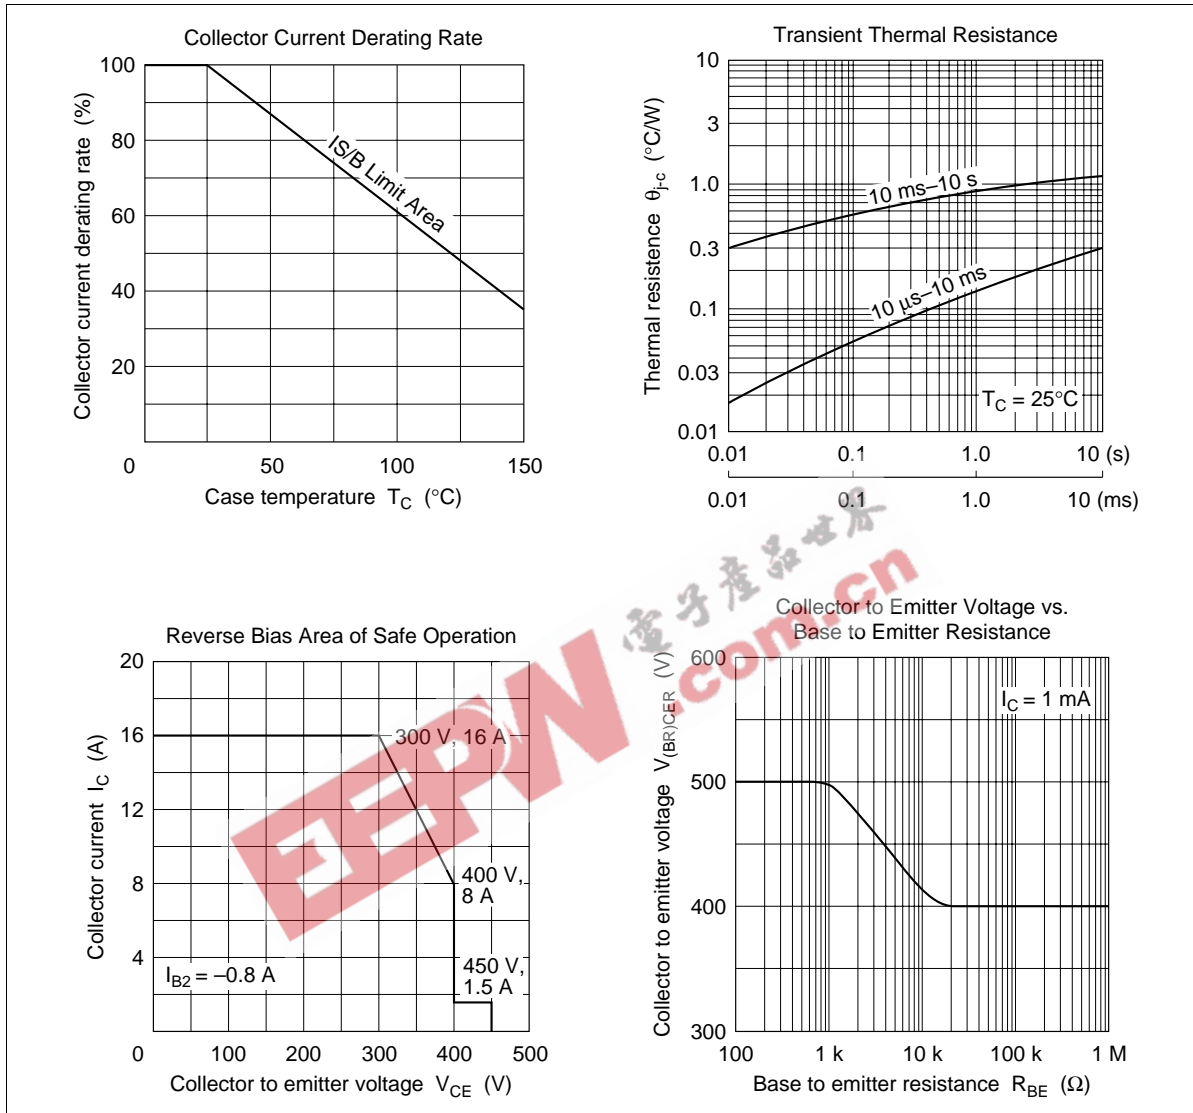 Collector Current Derating Rate
Collector current derating rate (%)
100
80
60
40
20
0
50
100
150
IS/B Limit Area
Case temperature TC (°C)
Transient Thermal Resistance
Thermal resistence θj-c (°C/W)
10
3
1.0
0.3
0.1
0.03
0.01
10 ms–10 s
10 μs–10 ms
TC = 25°C
0.01 0.1 1.0 10 (s)
0.01 0.1 1.0 10 (ms)
Reverse Bias Area of Safe Operation
Collector current IC (A)
20
16
12
8
4
0 100 200 300 400 500
300 V, 16 A
400 V,
8 A
450 V,
1.5 A
IB2 = –0.8 A
Collector to emitter voltage VCE (V)
Collector to Emitter Voltage vs.
Base to Emitter Resistance
Collector to emitter voltage V(BR)CER (V)
600
500
400
300
IC = 1 mA
100 1 k 10 k 100 k 1 M
Base to emitter resistance RBE (Ω)
EEPW
.com.cn
電子產品世界